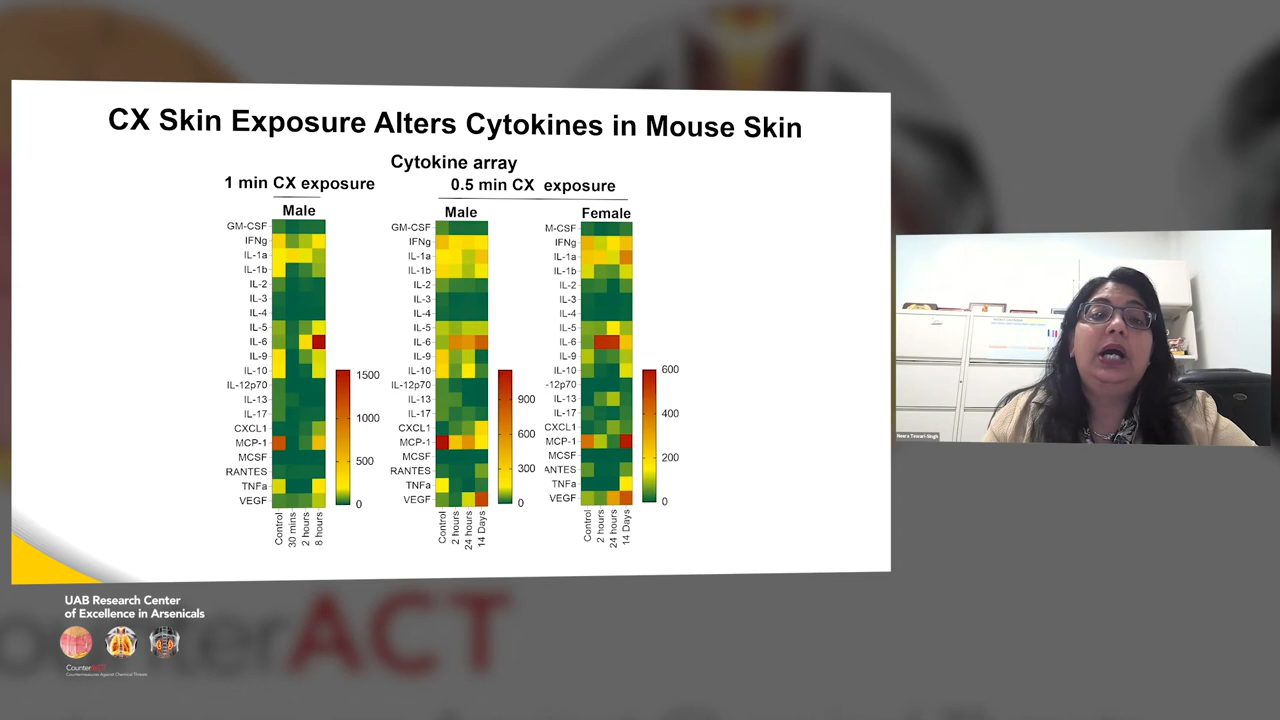 CX Skin Exposure Alters Cytokines in Mouse Skin
Cytokine array
1 min CX exposure
0.5 min CX exposure
Male
Male
Female
GM-CSF
IFNg
IL-1a
IL-1b
IL-2
IL-3
IL-4
IL-5
IL-6
IL-9
IL-10
IL-12p70
IL-13
IL-17
CXCL1
MCP-1
MCSF
RANTES
TNFa
VEGF
Control
30 mins
2 hours
8 hours
1500
1000
500
0
GM-CSF
IFNg
IL-1a
IL-1b
IL-2
IL-3
IL-4
IL-5
IL-6
IL-9
IL-10
IL-12p70
IL-13
IL-17
CXCL1
MCP-1
MCSF
RANTES
TNFa
VEGF
Control
2 hours
24 hours
14 Days
900
600
300
0
M-CSF
IFNg
IL-1a
IL-1b
IL-2
IL-3
IL-4
IL-5
IL-6
IL-9
IL-10
-12p70
IL-13
IL-17
CXCL1
MCP-1
MCSF
ANTES
TNFa
VEGF
Control
2 hours
24 hours
14 Days
600
400
200
0
Neera Tewari-Singh
UAB Research Center
of Excellence in Arsenicals
CounterACT
Countermeasures Against Chemical Threats
ounterACT